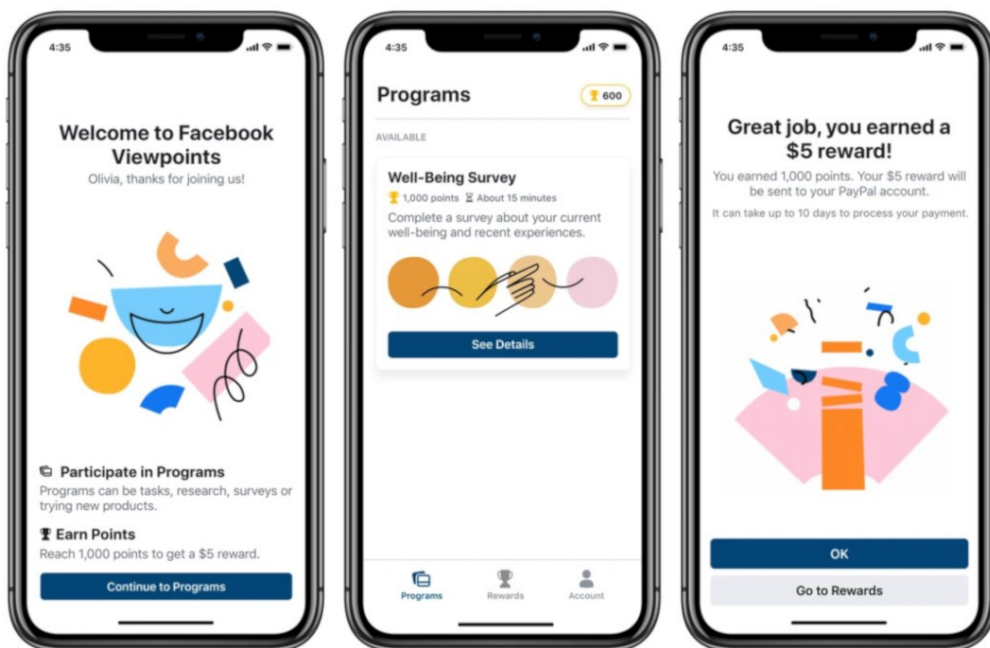 4:35
Welcome to Facebook
Viewpoints
Olivia, thanks for joining us!
Participate in Programs
Programs can be tasks, research, surveys or
trying new products.
Earn Points
Reach 1,000 points to get a $5 reward.
Continue to Programs
4:35
Programs
600
AVAILABLE
Well-Being Survey
1,000 points About 15 minutes
Complete a survey about your current
well-being and recent experiences.
See Details
Programs Rewards Account
4:35
Great job, you earned a
$5 reward!
You earned 1,000 points. Your $5 reward will
be sent to your PayPal account.
It can take up to 10 days to process your payment.
OK
Go to Rewards